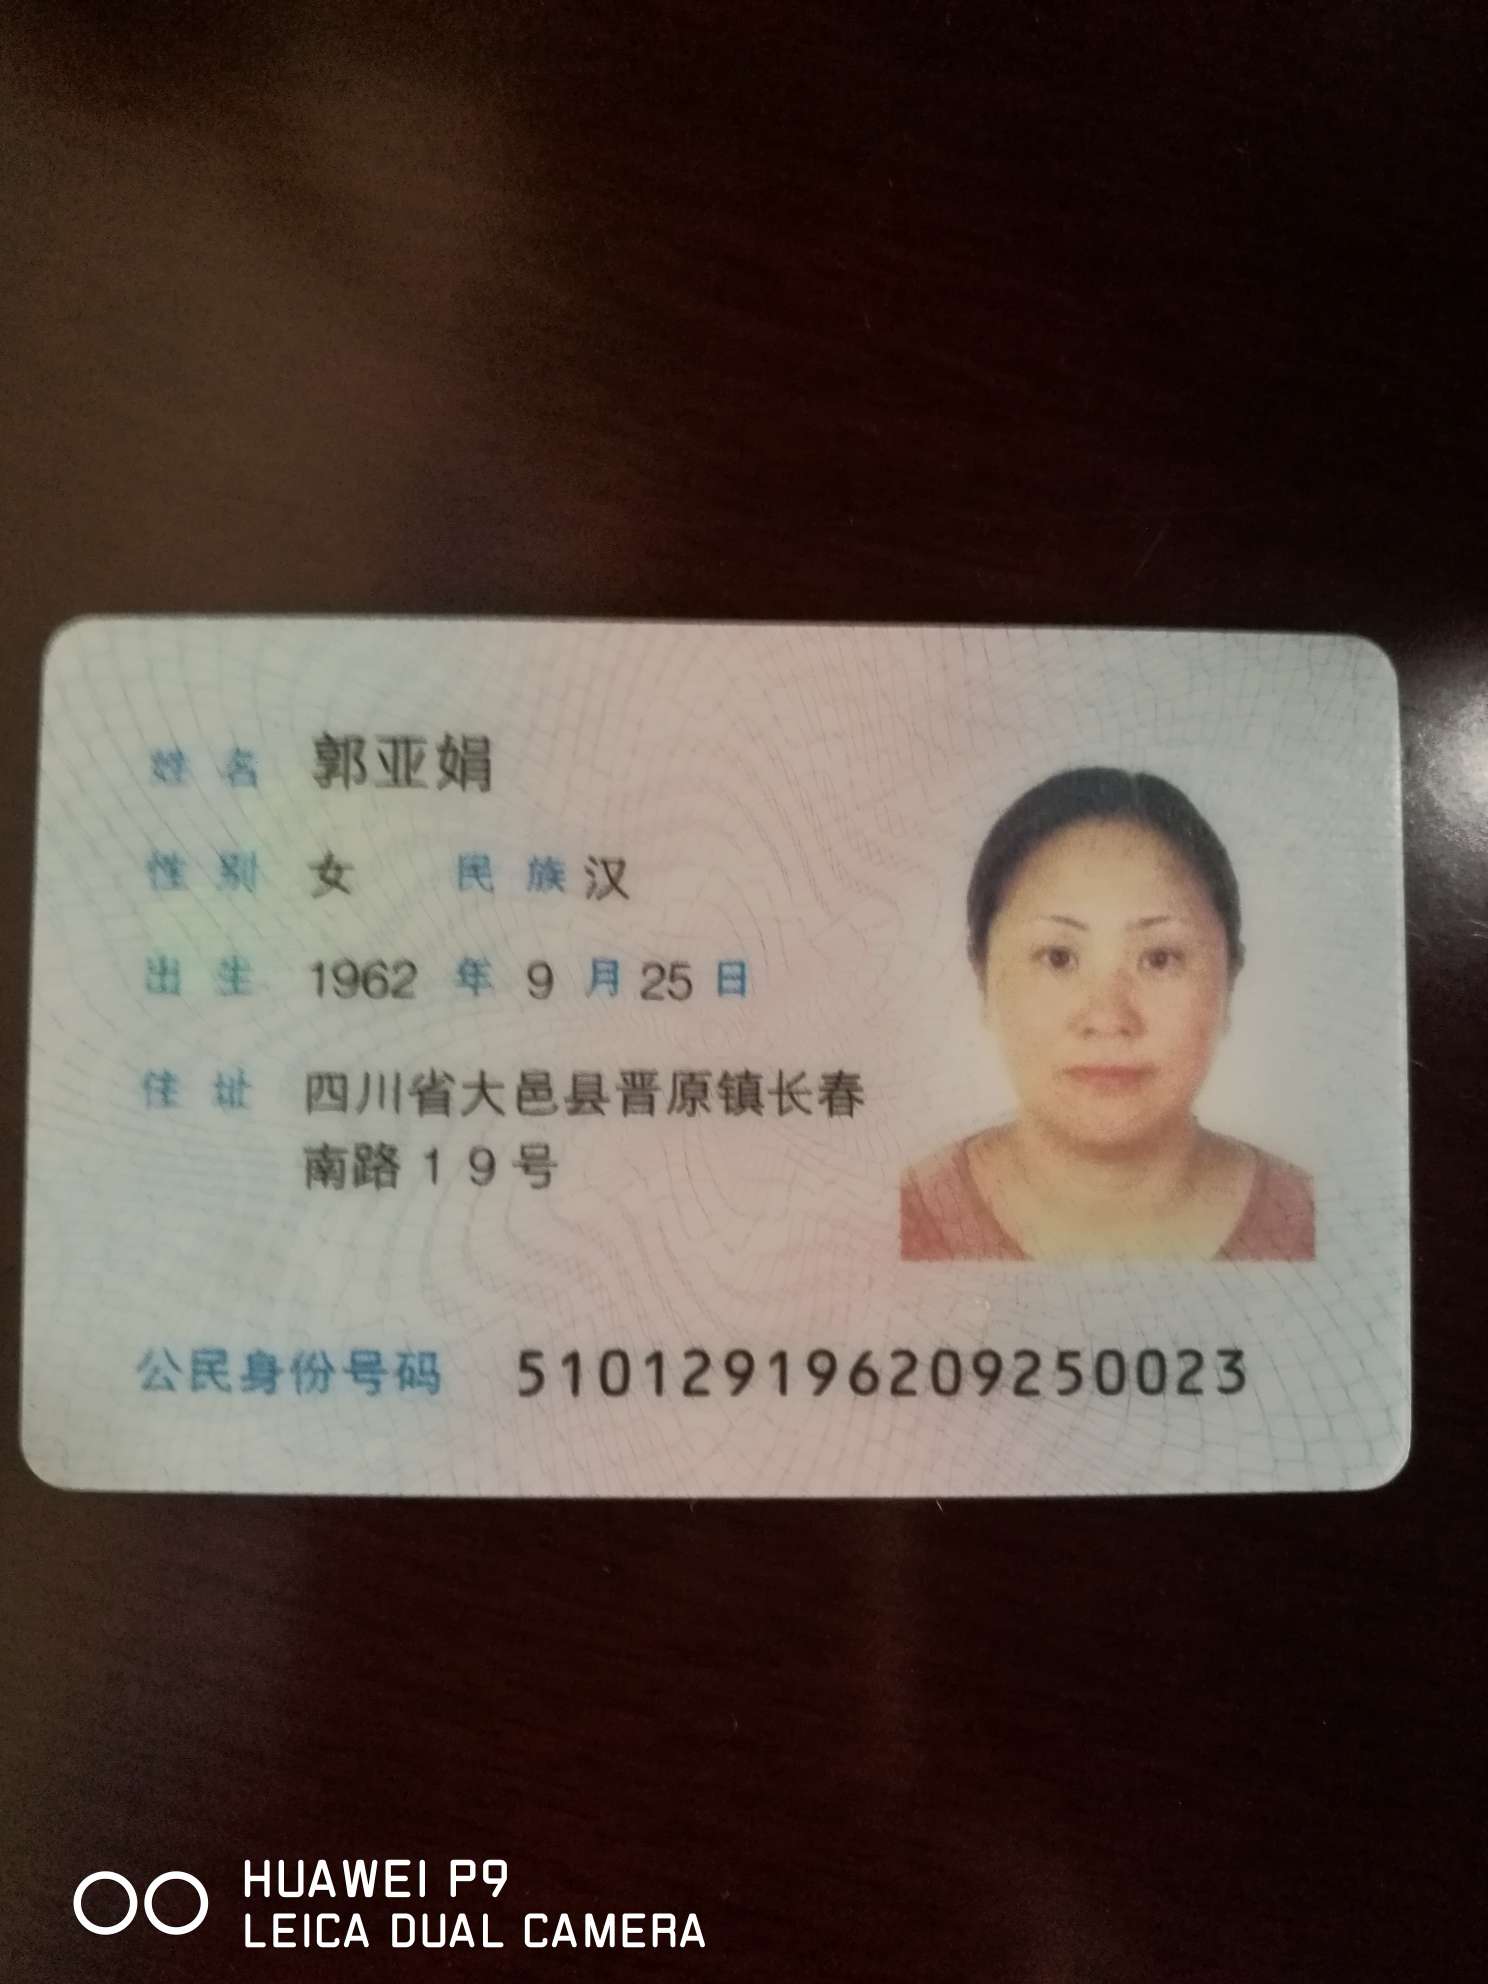 姓名 郭亚娟
性别 女 民族 汉
出生 1962 年 9 月 25 日
住址 四川省大邑县晋原镇长春
南路19号
公民身份号码 510129196209250023
HUAWEI P9
LEICA DUAL CAMERA